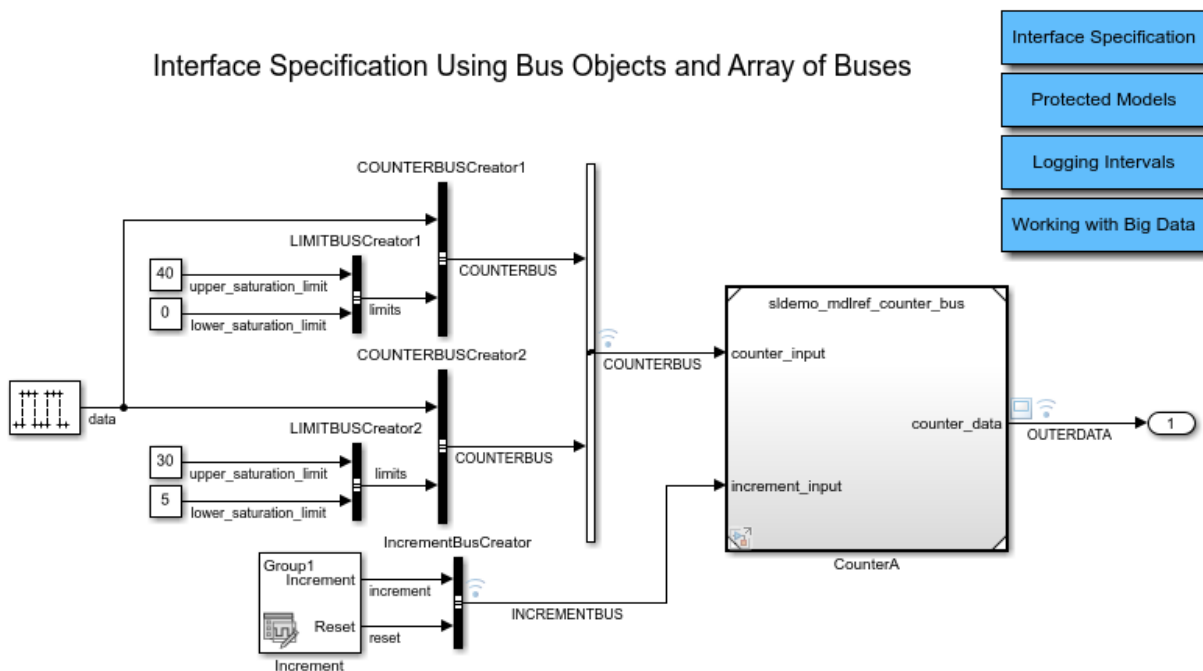 Interface Specification Using Bus Objects and Array of Buses
Interface Specification
Protected Models
Logging Intervals
Working with Big Data
COUNTERBUSCreator1
LIMITBUSCreator1
40
upper_saturation_limit
0
lower_saturation_limit
limits
COUNTERBUS
COUNTERBUSCreator2
data
LIMITBUSCreator2
30
upper_saturation_limit
5
lower_saturation_limit
limits
COUNTERBUS
COUNTERBUS
IncrementBusCreator
Group1
Increment
increment
Reset
reset
Increment
INCREMENTBUS
sldemo_mdlref_counter_bus
counter_input
counter_data
increment_input
CounterA
OUTERDATA
1